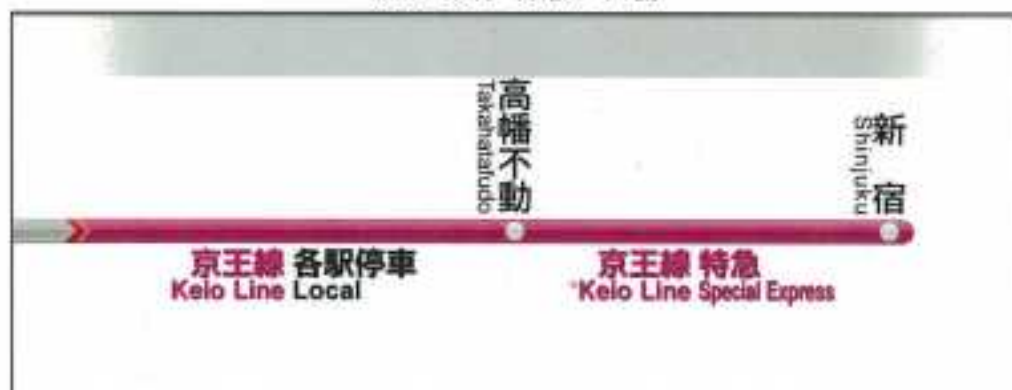 高幡不動
Takahatafudo
新宿
Shinjuku
京王線 各駅停車
Keio Line Local
京王線 特急
*Keio Line Special Express